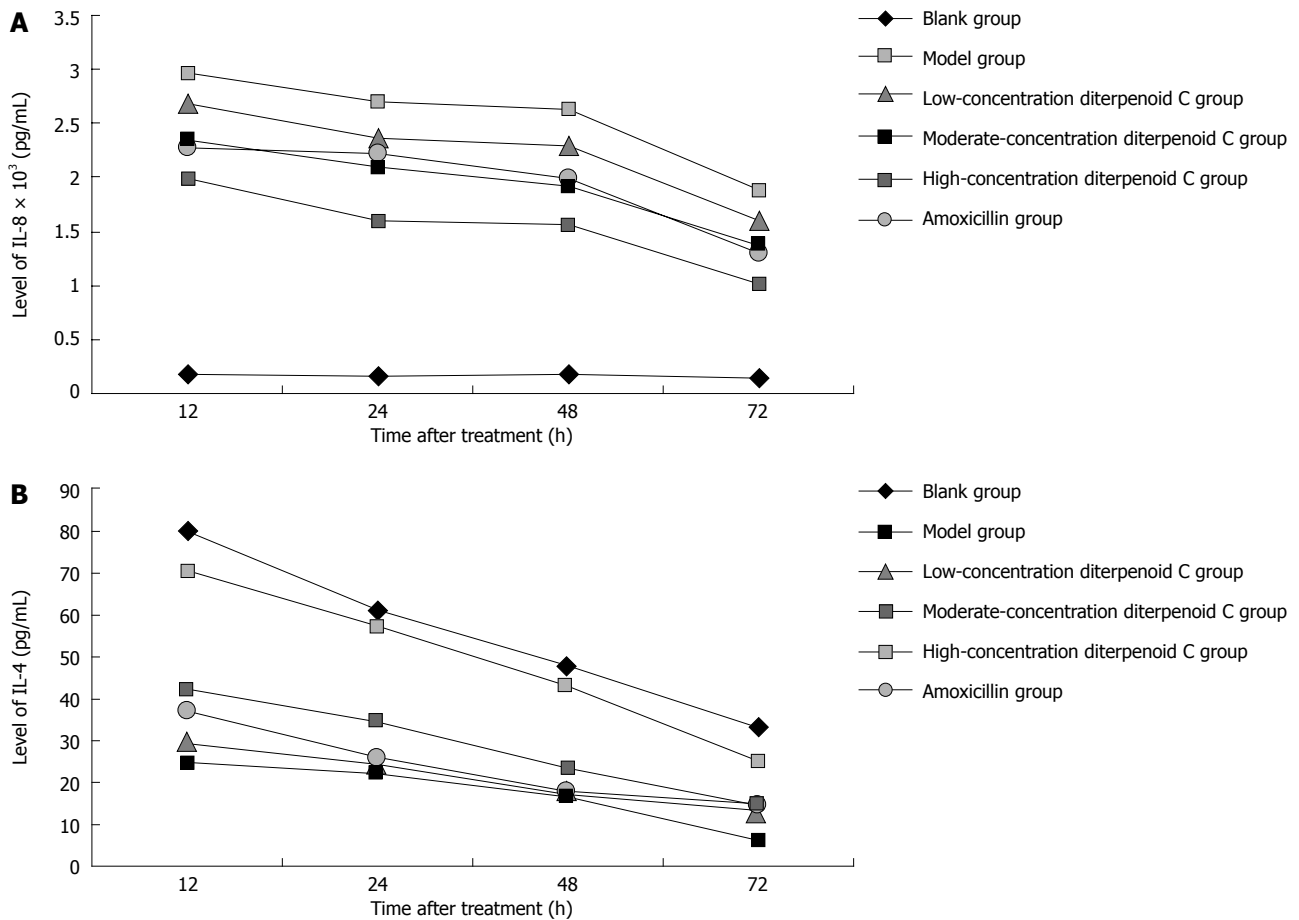 A
Level of IL-8 × 10³ (pg/mL)
3.5
3
2.5
2
1.5
1
0.5
0
12 24 48 72
Time after treatment (h)
Blank group
Model group
Low-concentration diterpenoid C group
Moderate-concentration diterpenoid C group
High-concentration diterpenoid C group
Amoxicillin group
B
Level of IL-4 (pg/mL)
90
80
70
60
50
40
30
20
10
0
12 24 48 72
Time after treatment (h)
Blank group
Model group
Low-concentration diterpenoid C group
Moderate-concentration diterpenoid C group
High-concentration diterpenoid C group
Amoxicillin group